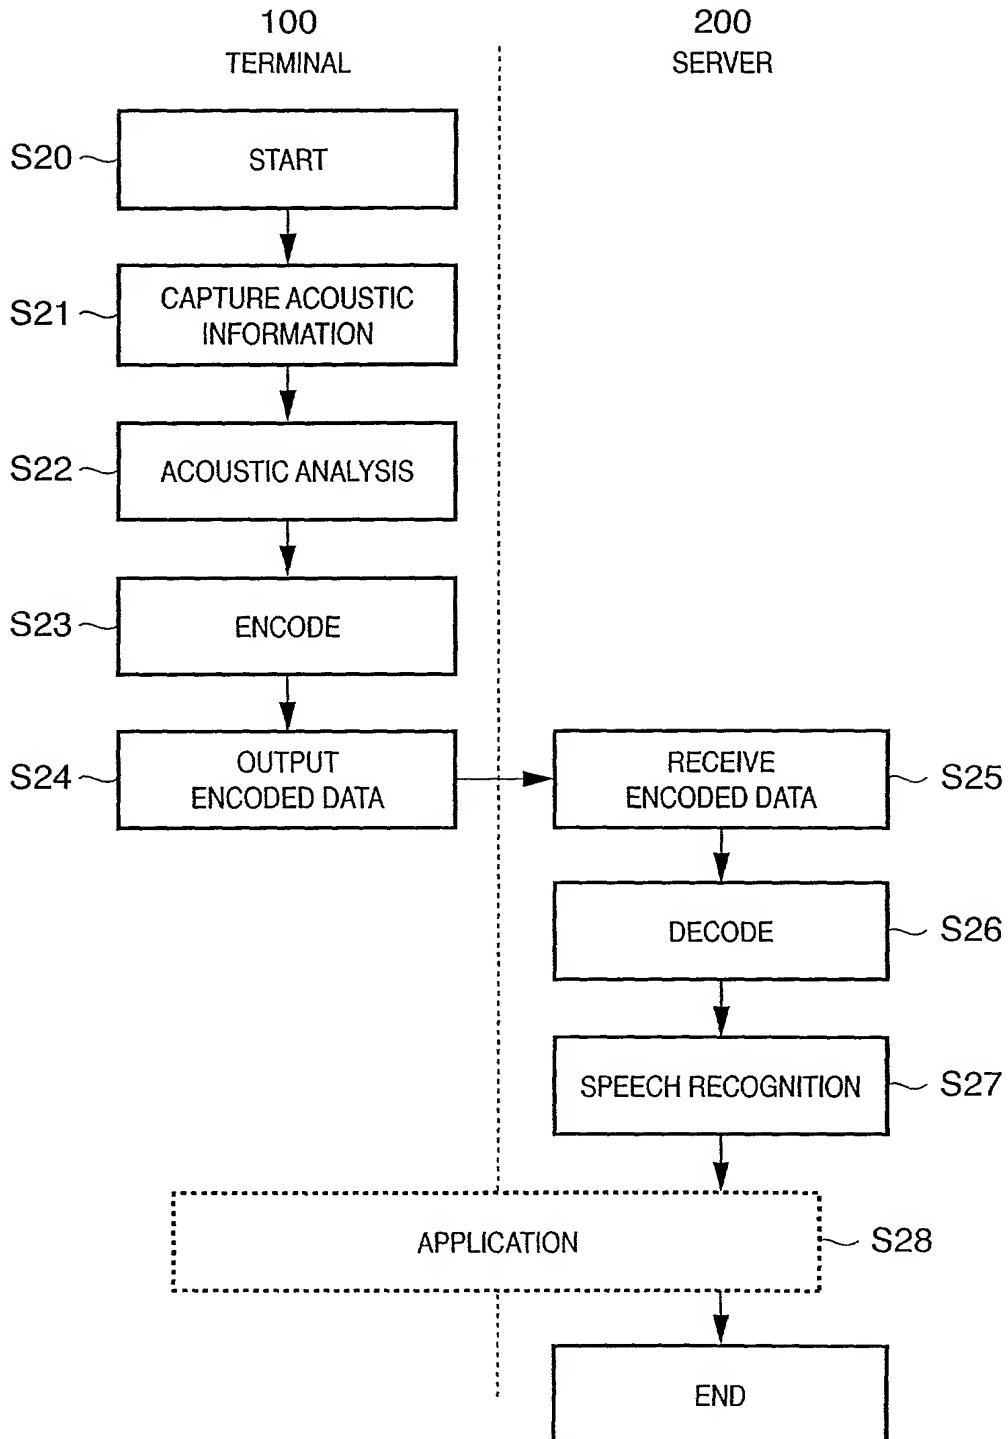 100
TERMINAL
200
SERVER
S20
START
S21
CAPTURE ACOUSTIC
INFORMATION
S22
ACOUSTIC ANALYSIS
S23
ENCODE
S24
OUTPUT
ENCODED DATA
RECEIVE
ENCODED DATA
S25
DECODE
S26
SPEECH RECOGNITION
S27
APPLICATION
S28
END